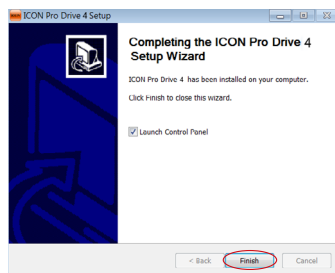 ICON Pro Drive 4 Setup
Completing the ICON Pro Drive 4
Setup Wizard
ICON Pro Drive 4 has been installed on your computer.
Click Finish to close this wizard.
Launch Control Panel
< Back
Finish
Cancel